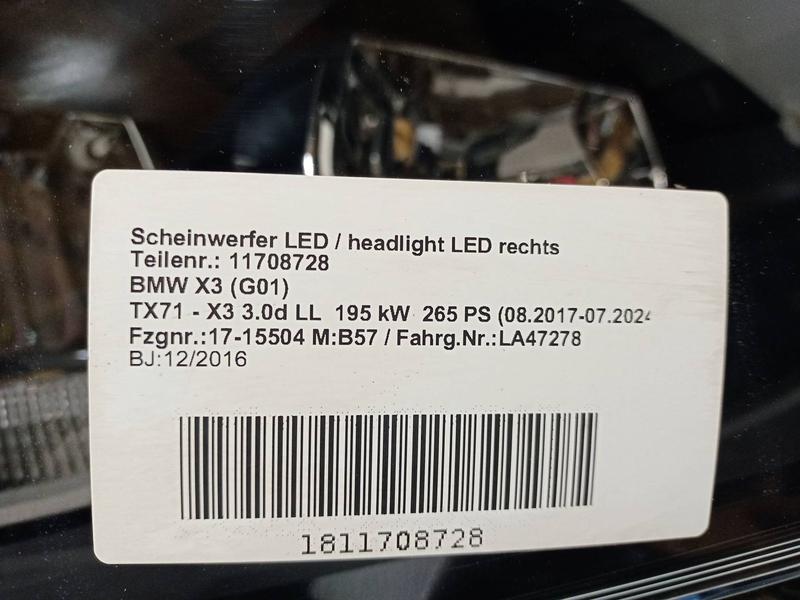 Scheinwerfer LED / headlight LED rechts
Teilenr.: 11708728
BMW X3 (G01)
TX71 - X3 3.0d LL 195 kW 265 PS (08.2017-07.2024
Fzgnr.:17-15504 M:B57 / Fahrg.Nr.:LA47278
BJ:12/2016
1811708728